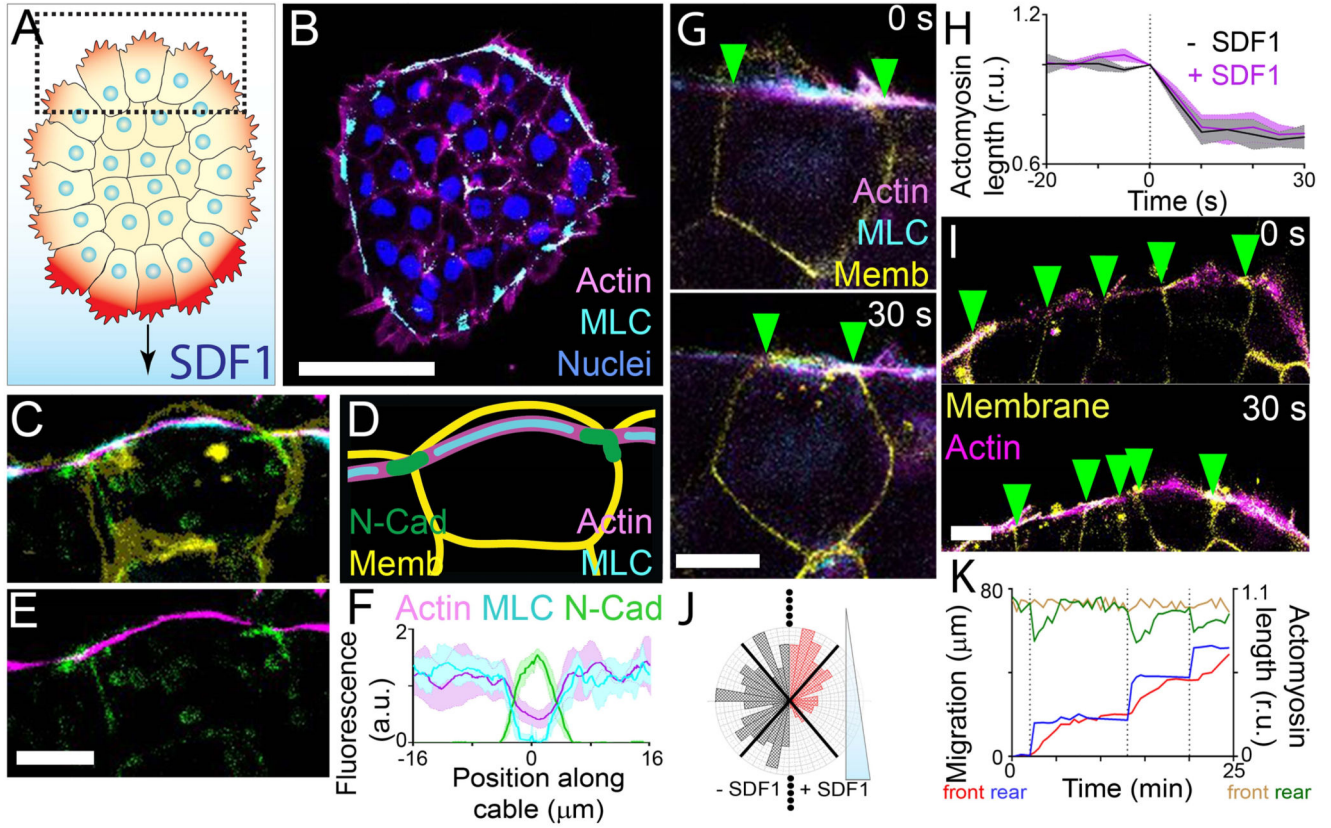 A
SDF1
B
Actin
MLC
Nuclei
C
D
N-Cad
Memb
Actin
MLC
E
F
Actin MLC N-Cad
Fluorescence
(a.u.)
2
0
-16 0 16
Position along
cable (μm)
G
0 s
Actin
MLC
Memb
30 s
H
Actomyosin
legnth (r.u.)
1.2
0.6
- SDF1
+ SDF1
-20 0 30
Time (s)
I
0 s
Membrane
Actin
30 s
J
- SDF1 + SDF1
K
Migration (μm)
80
0
1.1
0
Actomyosin
length (r.u.)
0 25
Time (min)
front rear
front rear